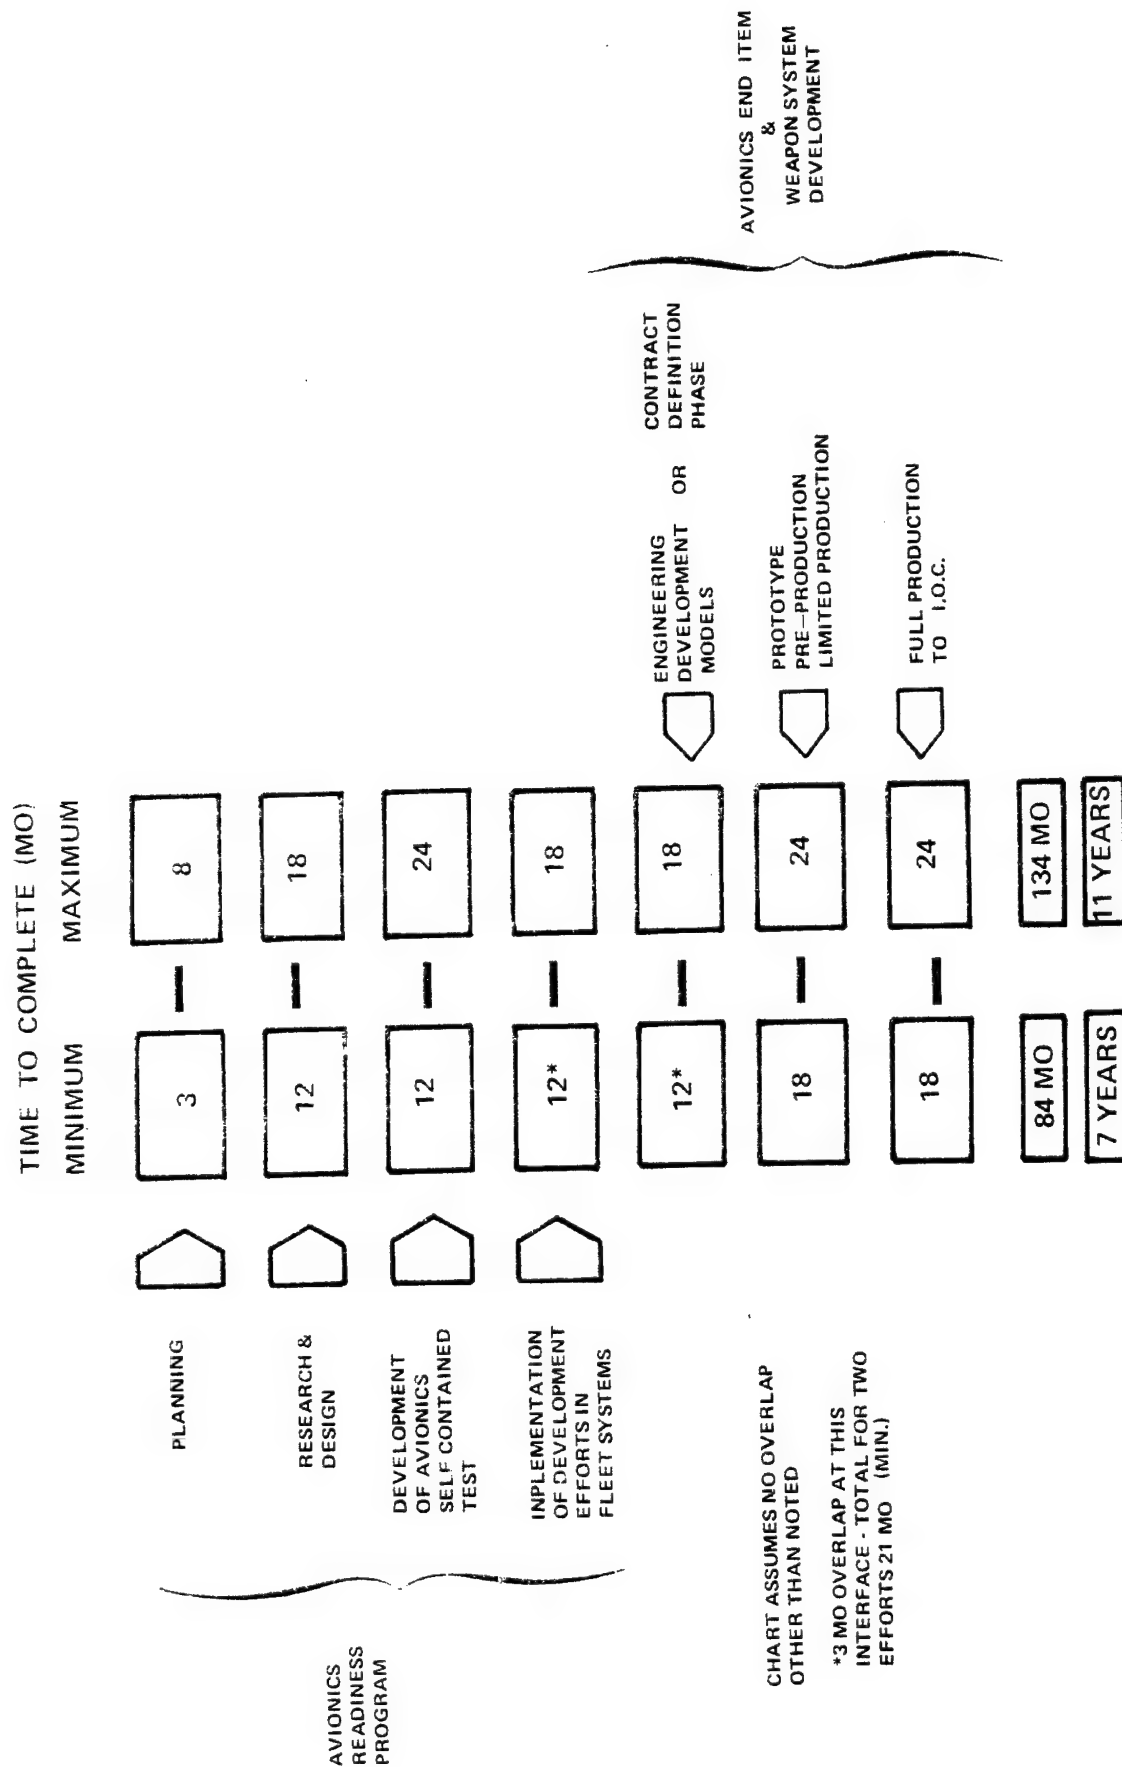 TIME TO COMPLETE (MO)
MINIMUM
MAXIMUM
AVIONICS
READINESS
PROGRAM
PLANNING
3
8
RESEARCH &
DESIGN
12
18
DEVELOPMENT
OF AVIONICS
SELF CONTAINED
TEST
12
24
INPLEMENTATION
OF DEVELOPMENT
EFFORTS IN
FLEET SYSTEMS
12*
18
12*
18
ENGINEERING
DEVELOPMENT OR
MODELS
CONTRACT
DEFINITION
PHASE
18
24
PROTOTYPE
PRE-PRODUCTION
LIMITED PRODUCTION
18
24
FULL PRODUCTION
TO I.O.C.
AVIONICS END ITEM
&
WEAPON SYSTEM
DEVELOPMENT
84 MO
134 MO
7 YEARS
11 YEARS
CHART ASSUMES NO OVERLAP
OTHER THAN NOTED
*3 MO OVERLAP AT THIS
INTERFACE - TOTAL FOR TWO
EFFORTS 21 MO (MIN.)